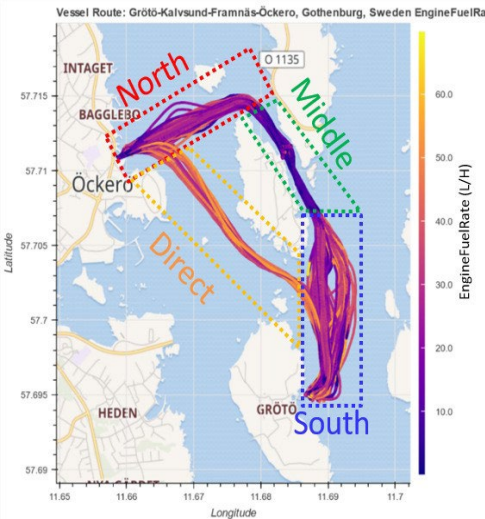 Vessel Route: Grötö-Kalvsund-Framnäs-Öckero, Gothenburg, Sweden EngineFuelRa
INTAGET
North
O 1135
60.0
57.715
BAGGLEBO
Middle
50.0
57.71
Öckero
40.0
Latitude
57.705
Direct
EngineFuelRate (L/H)
30.0
57.7
20.0
57.695
GRÖTÖ
HEDEN
South
10.0
57.69
11.65
11.66
11.67
11.68
11.69
11.7
Longitude